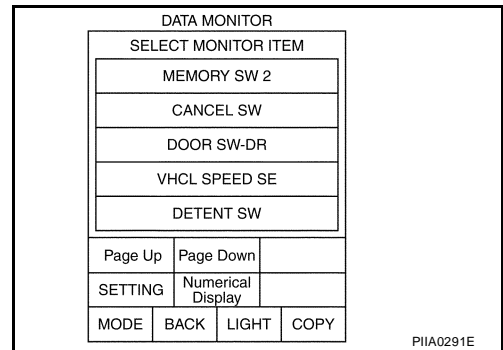 DATA MONITOR
SELECT MONITOR ITEM
MEMORY SW 2
CANCEL SW
DOOR SW-DR
VHCL SPEED SE
DETENT SW
Page Up Page Down
SETTING Numerical Display
MODE BACK LIGHT COPY
PIIA0291E